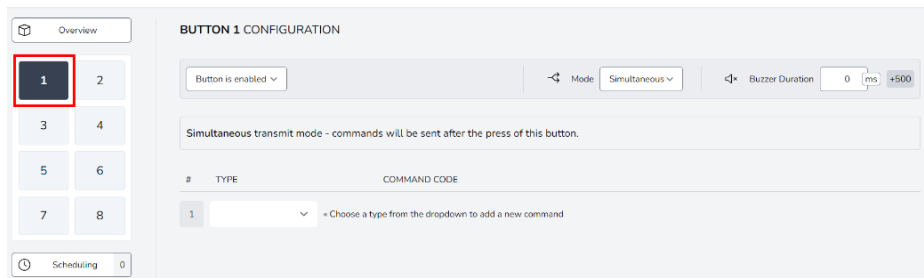 Overview
1 2
3 4
5 6
7 8
Scheduling 0
BUTTON 1 CONFIGURATION
Button is enabled Mode Simultaneous Buzzer Duration 0 ms +500
Simultaneous transmit mode - commands will be sent after the press of this button.
# TYPE COMMAND CODE
1 « Choose a type from the dropdown to add a new command